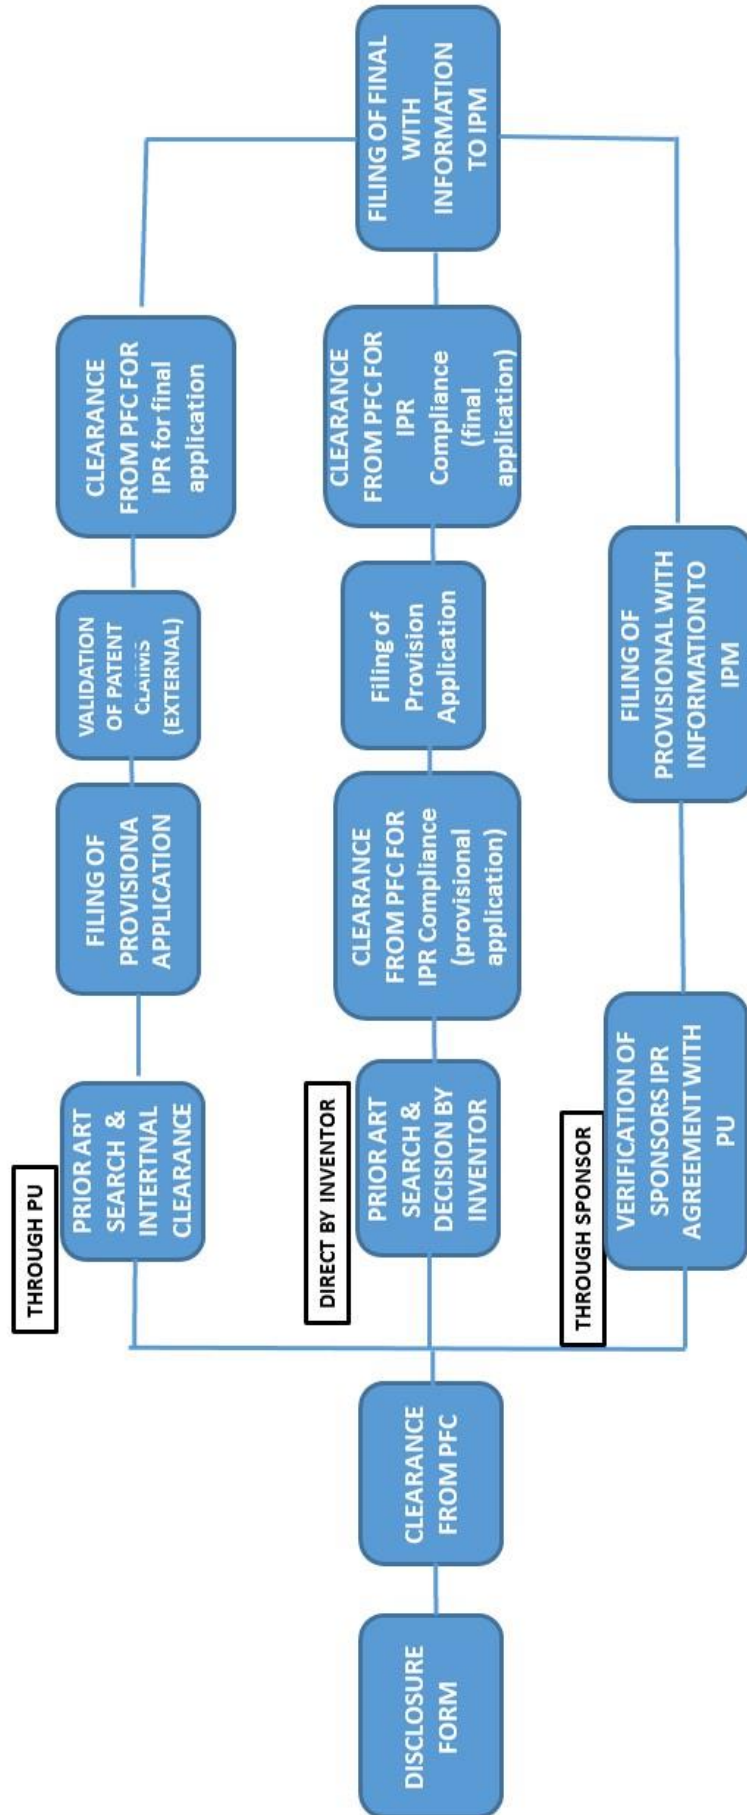 DISCLOSURE
FORM
CLEARANCE
FROM PFC
THROUGH PU
PRIOR ART
SEARCH &
INTERTNAL
CLEARANCE
FILING OF
PROVISIONA
APPLICATION
VALIDATION
OF PATENT
CLAIMS
(EXTERNAL)
CLEARANCE
FROM PFC FOR
IPR for final
application
DIRECT BY INVENTOR
PRIOR ART
SEARCH &
DECISION BY
INVENTOR
CLEARANCE
FROM PFC FOR
IPR Compliance
(provisional
application)
Filing of
Provision
Application
CLEARANCE
FROM PFC FOR
IPR
Compliance
(final
application)
THROUGH SPONSOR
VERIFICATION OF
SPONSORS IPR
AGREEMENT WITH
PU
FILING OF
PROVISIONAL WITH
INFORMATION TO
IPM
FILING OF FINAL
WITH
INFORMATION
TO IPM